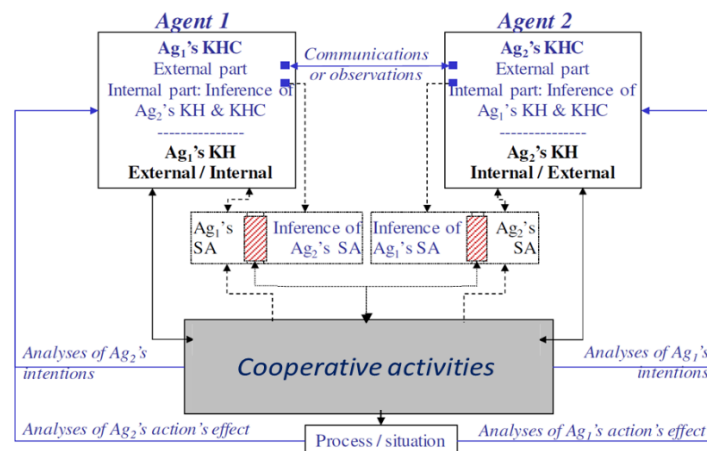 Agent 1
Agent 2
Ag1's KHC
External part
Internal part: Inference of
Ag2's KH & KHC
---------------
Ag1's KH
External / Internal
Communications
or observations
Ag2's KHC
External part
Internal part: Inference of
Ag1's KH & KHC
---------------
Ag2's KH
Internal / External
Ag1's
SA
Inference of
Ag2's SA
Inference of
Ag1's SA
Ag2's
SA
Cooperative activities
Analyses of Ag2's
intentions
Analyses of Ag1's
intentions
Analyses of Ag2's action's effect
Process / situation
Analyses of Ag1's action's effect